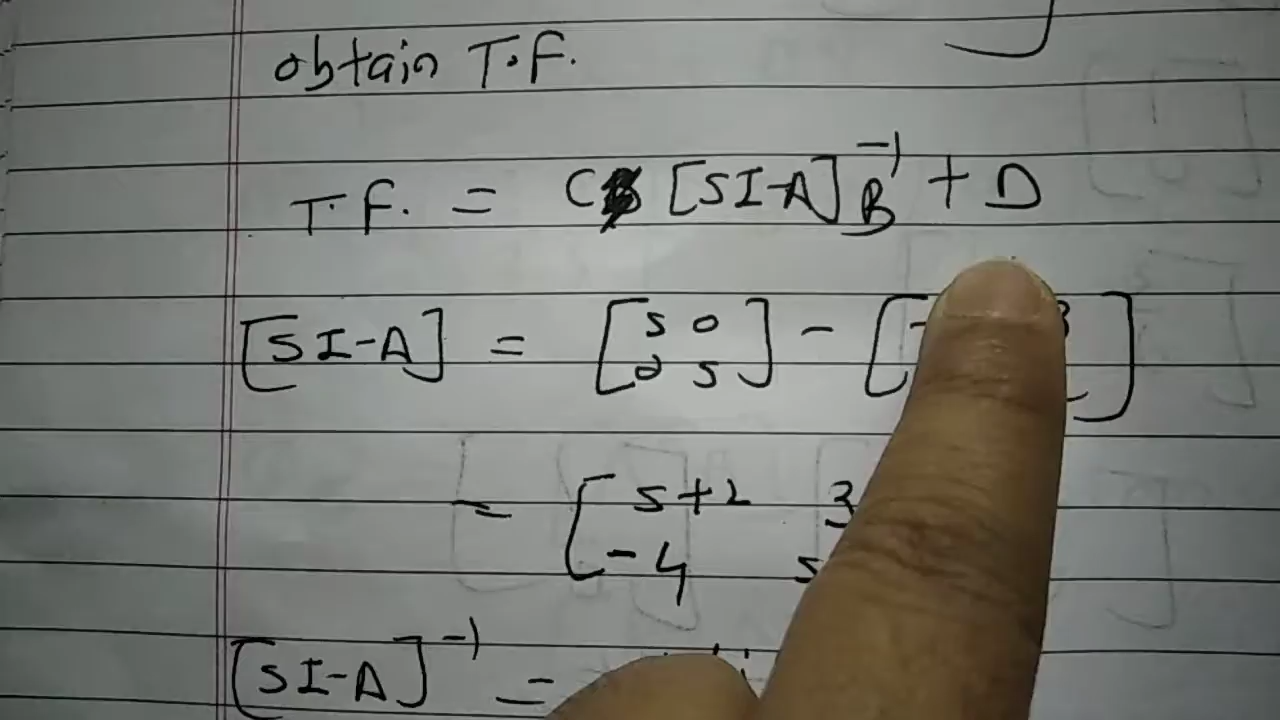 obtain T.F.
T.F. = C [SI-A]⁻¹ B + D
[SI-A] = [s 0
0 s] - [
= [s+2 3
-4 s
[SI-A]⁻¹ =